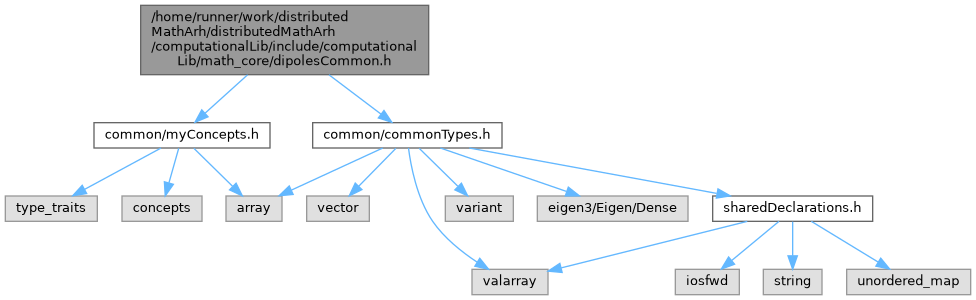 /home/runner/work/distributed
MathArh/distributedMathArh
/computationalLib/include/computational
Lib/math_core/dipolesCommon.h
common/myConcepts.h
common/commonTypes.h
type_traits
concepts
array
vector
variant
eigen3/Eigen/Dense
sharedDeclarations.h
valarray
iosfwd
string
unordered_map